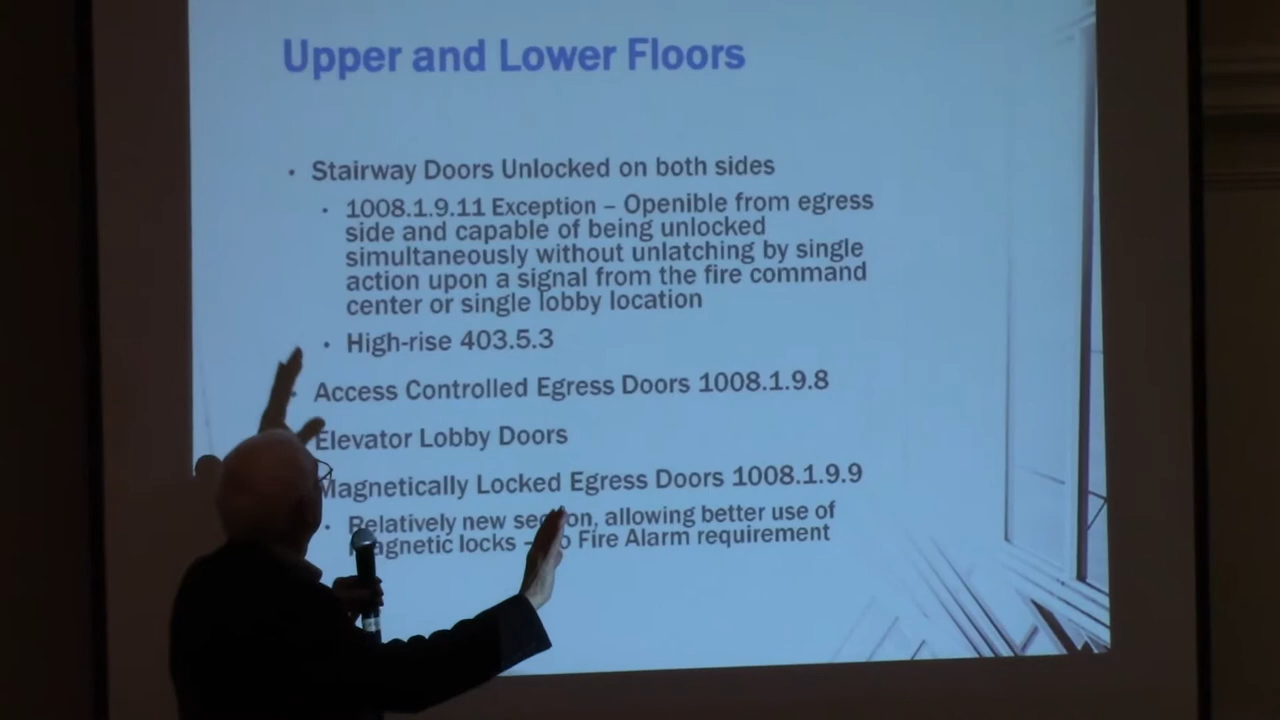 Upper and Lower Floors
• Stairway Doors Unlocked on both sides
• 1008.1.9.11 Exception – Openible from egress
side and capable of being unlocked
simultaneously without unlatching by single
action upon a signal from the fire command
center or single lobby location
• High-rise 403.5.3
• Access Controlled Egress Doors 1008.1.9.8
Elevator Lobby Doors
Magnetically Locked Egress Doors 1008.1.9.9
• Relatively new section, allowing better use of
magnetic locks – Fire Alarm requirement